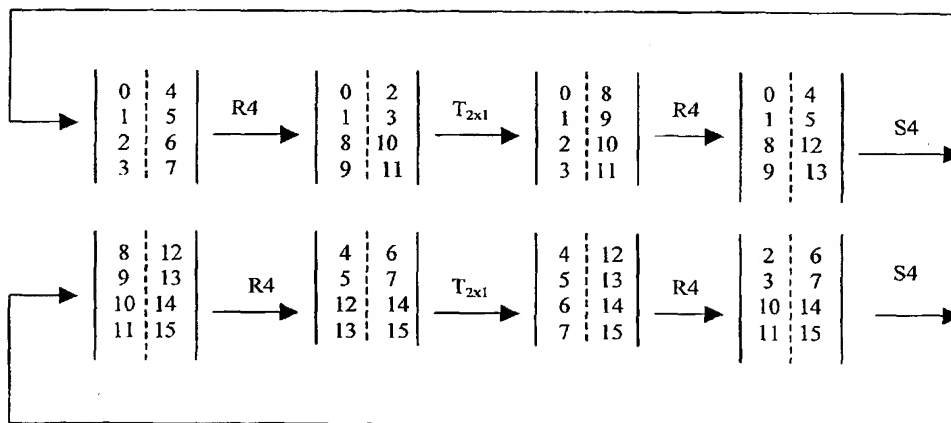 0 4 0 2 0 8 0 4
R4 T2x1 R4 S4
1 5 1 3 1 9 1 5
2 6 8 10 2 10 8 12
3 7 9 11 3 11 9 13
8 12 4 6 4 12 2 6
9 13 5 7 5 13 3 7
R4 T2x1 R4 S4
10 14 12 14 6 14 10 14
11 15 13 15 7 15 11 15